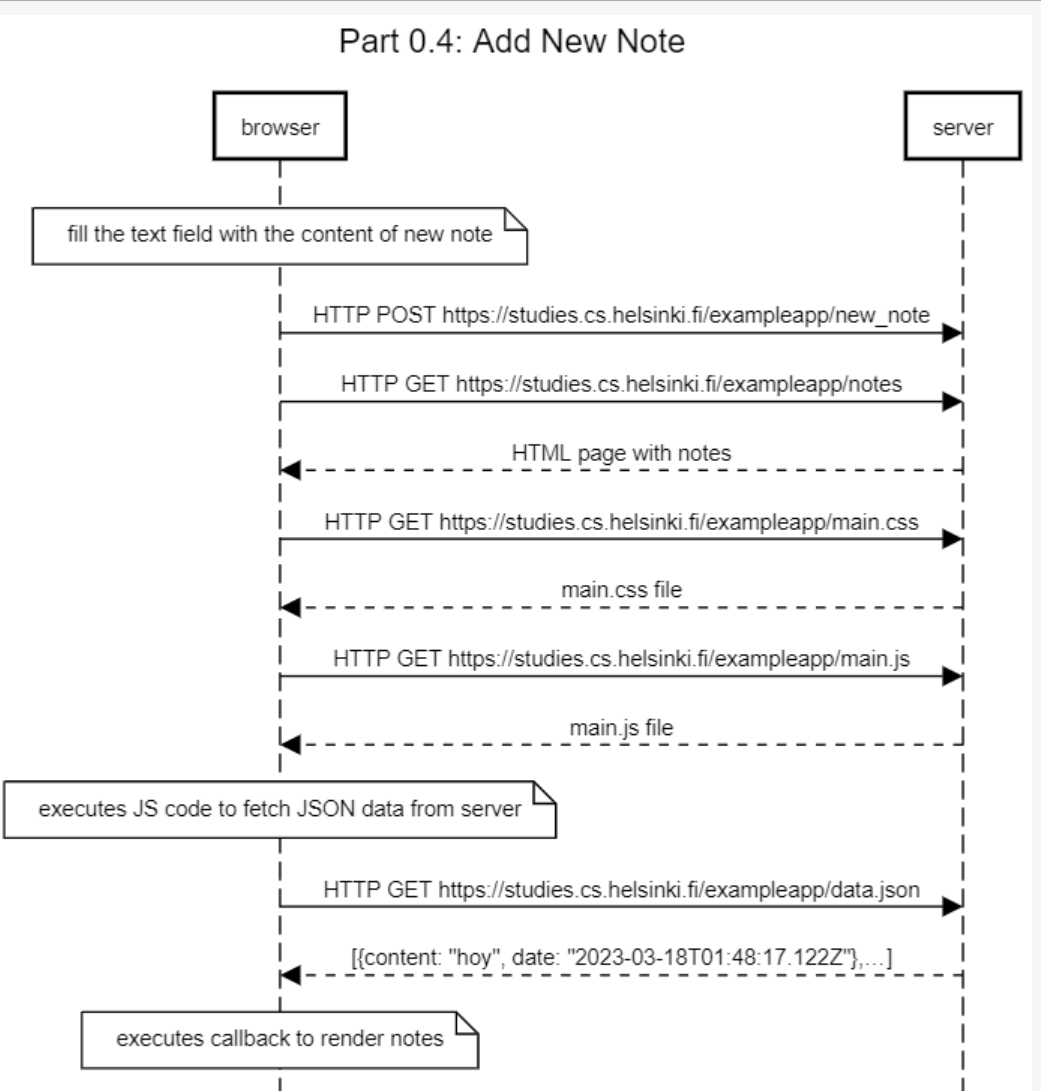 Part 0.4: Add New Note
browser
server
fill the text field with the content of new note
HTTP POST https://studies.cs.helsinki.fi/exampleapp/new_note
HTTP GET https://studies.cs.helsinki.fi/exampleapp/notes
HTML page with notes
HTTP GET https://studies.cs.helsinki.fi/exampleapp/main.css
main.css file
HTTP GET https://studies.cs.helsinki.fi/exampleapp/main.js
main.js file
executes JS code to fetch JSON data from server
HTTP GET https://studies.cs.helsinki.fi/exampleapp/data.json
[{content: "hoy", date: "2023-03-18T01:48:17.122Z"},...]
executes callback to render notes